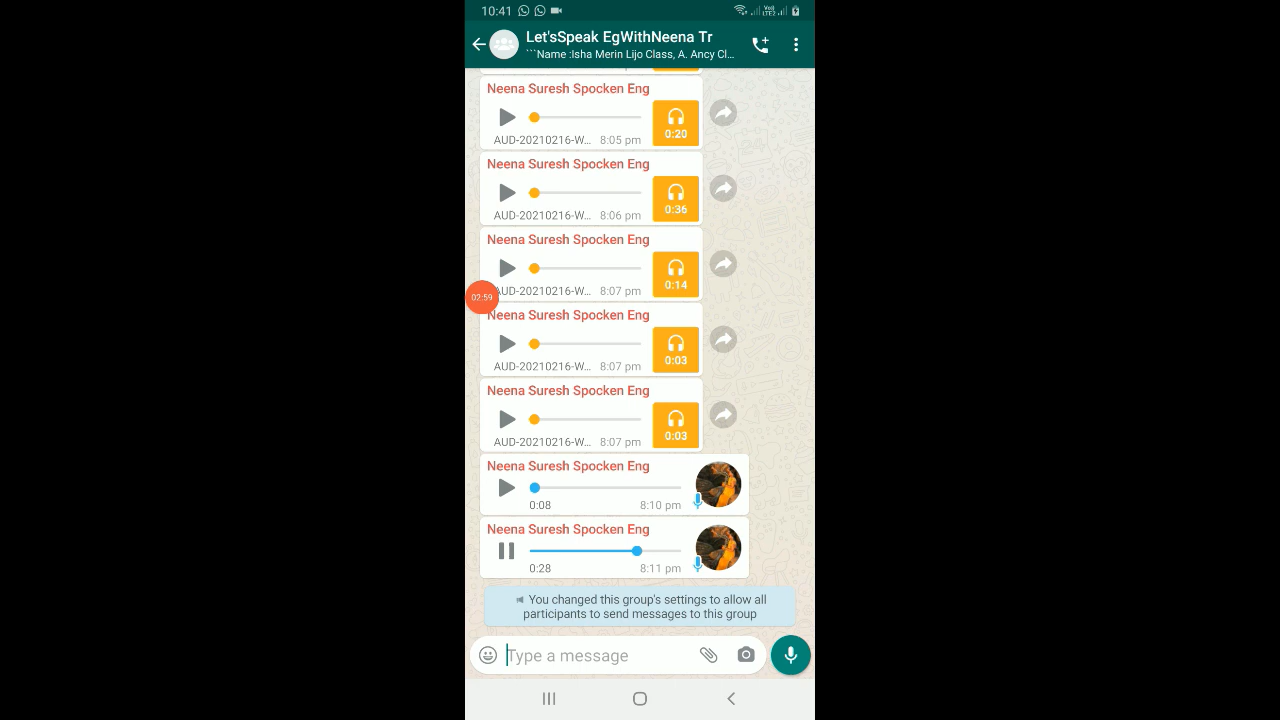 10:41
Let'sSpeak EgWithNeena Tr
```Name :Isha Merin Lijo Class, A. Ancy Cl...
Neena Suresh Spocken Eng
0:20
AUD-20210216-W... 8:05 pm
Neena Suresh Spocken Eng
0:36
AUD-20210216-W... 8:06 pm
Neena Suresh Spocken Eng
0:14
AUD-20210216-W... 8:07 pm
02:59
Neena Suresh Spocken Eng
0:03
AUD-20210216-W... 8:07 pm
Neena Suresh Spocken Eng
0:03
AUD-20210216-W... 8:07 pm
Neena Suresh Spocken Eng
0:08 8:10 pm
Neena Suresh Spocken Eng
0:28 8:11 pm
You changed this group's settings to allow all
participants to send messages to this group
Type a message